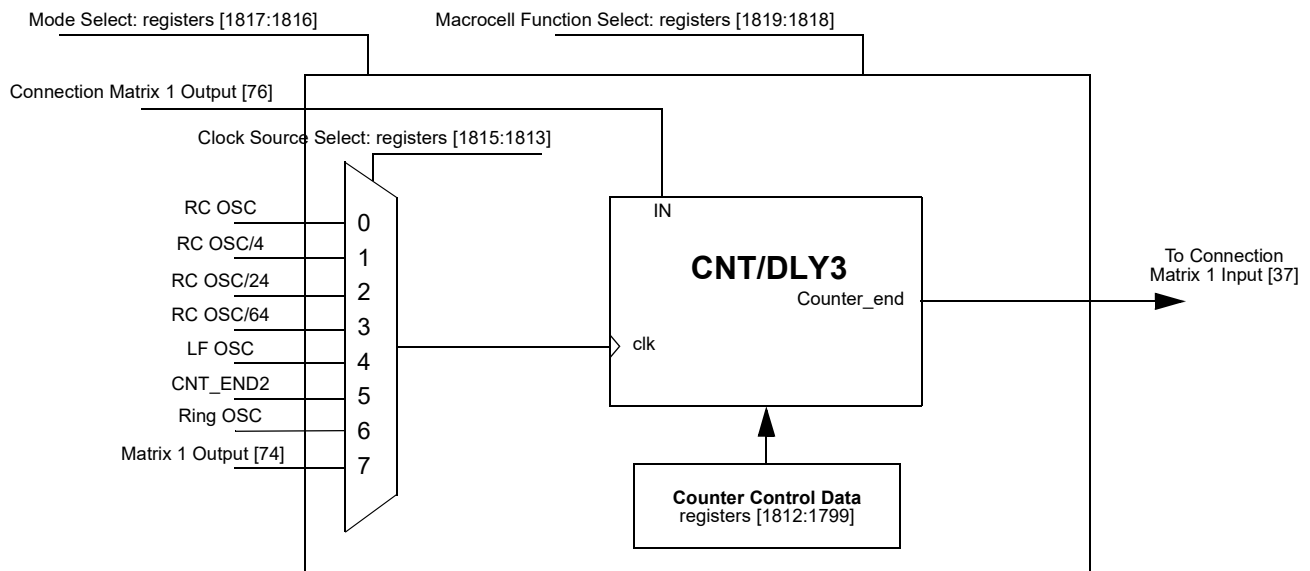 Mode Select: registers [1817:1816]
Macrocell Function Select: registers [1819:1818]
Connection Matrix 1 Output [76]
Clock Source Select: registers [1815:1813]
RC OSC
0
RC OSC/4
1
RC OSC/24
2
RC OSC/64
3
LF OSC
4
CNT_END2
5
Ring OSC
6
Matrix 1 Output [74]
7
IN
CNT/DLY3
Counter_end
clk
To Connection
Matrix 1 Input [37]
Counter Control Data
registers [1812:1799]